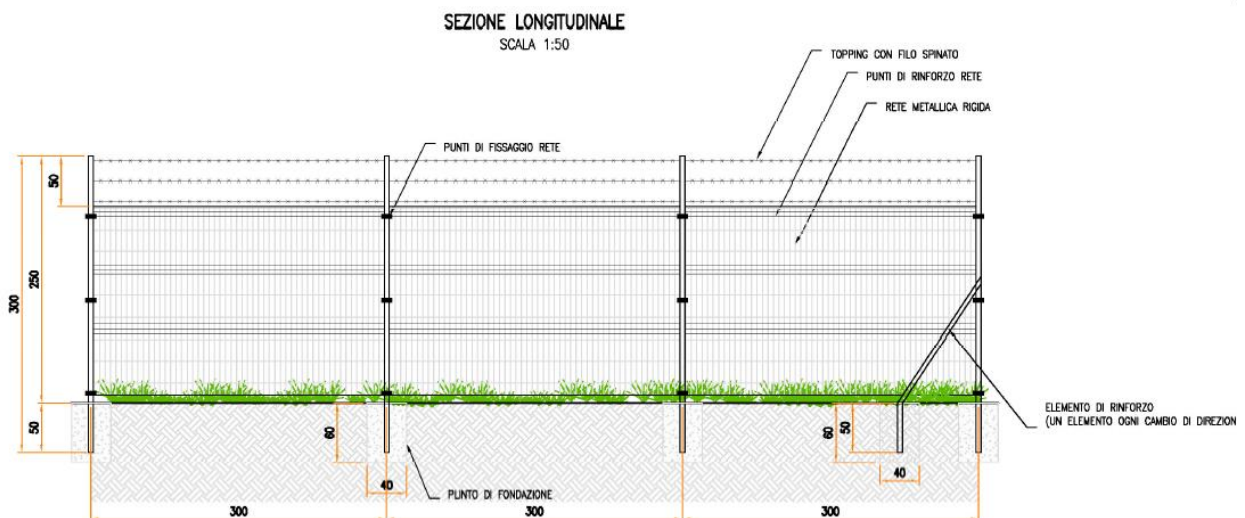 SEZIONE LONGITUDINALE
SCALA 1:50
TOPPING CON FILO SPINATO
PUNTI DI RINFORZO RETE
RETE METALLICA RIGIDA
PUNTI DI FISSAGGIO RETE
50
250
300
50
60
60
50
40
40
ELEMENTO DI RINFORZO
(UN ELEMENTO OGNI CAMBIO DI DIREZION
PUNTO DI FONDAZIONE
300
300
300